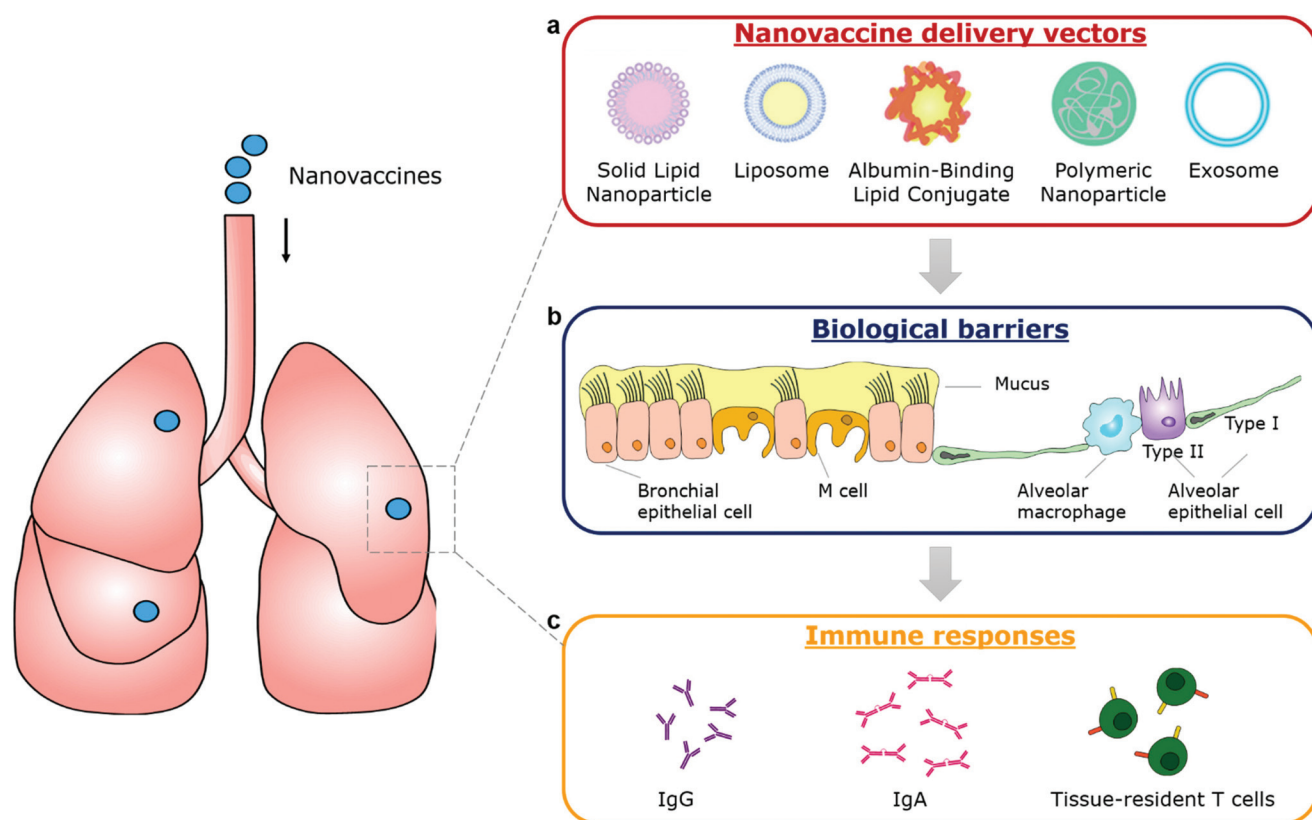 Nanovaccines
a
Nanovaccine delivery vectors
Solid Lipid
Nanoparticle
Liposome
Albumin-Binding
Lipid Conjugate
Polymeric
Nanoparticle
Exosome
b
Biological barriers
Mucus
Type I
Type II
Bronchial
epithelial cell
M cell
Alveolar
macrophage
Alveolar
epithelial cell
c
Immune responses
IgG
IgA
Tissue-resident T cells